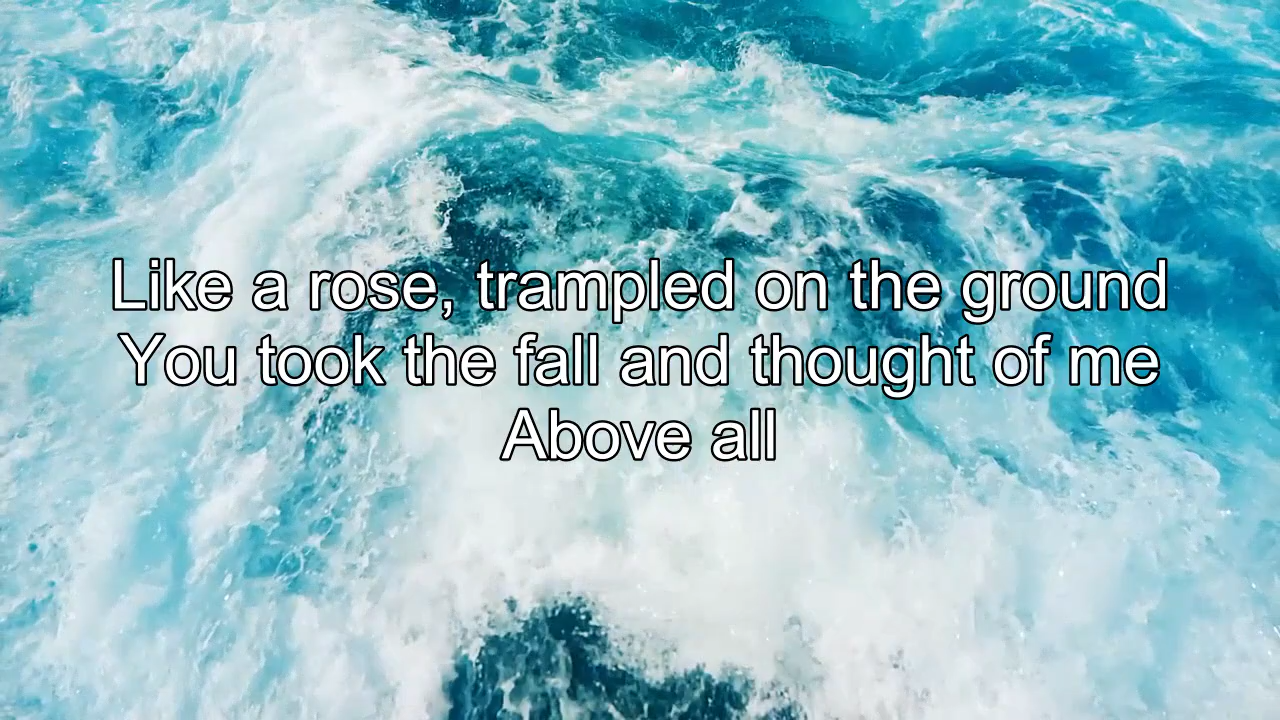 Like a rose, trampled on the ground
You took the fall and thought of me
Above all